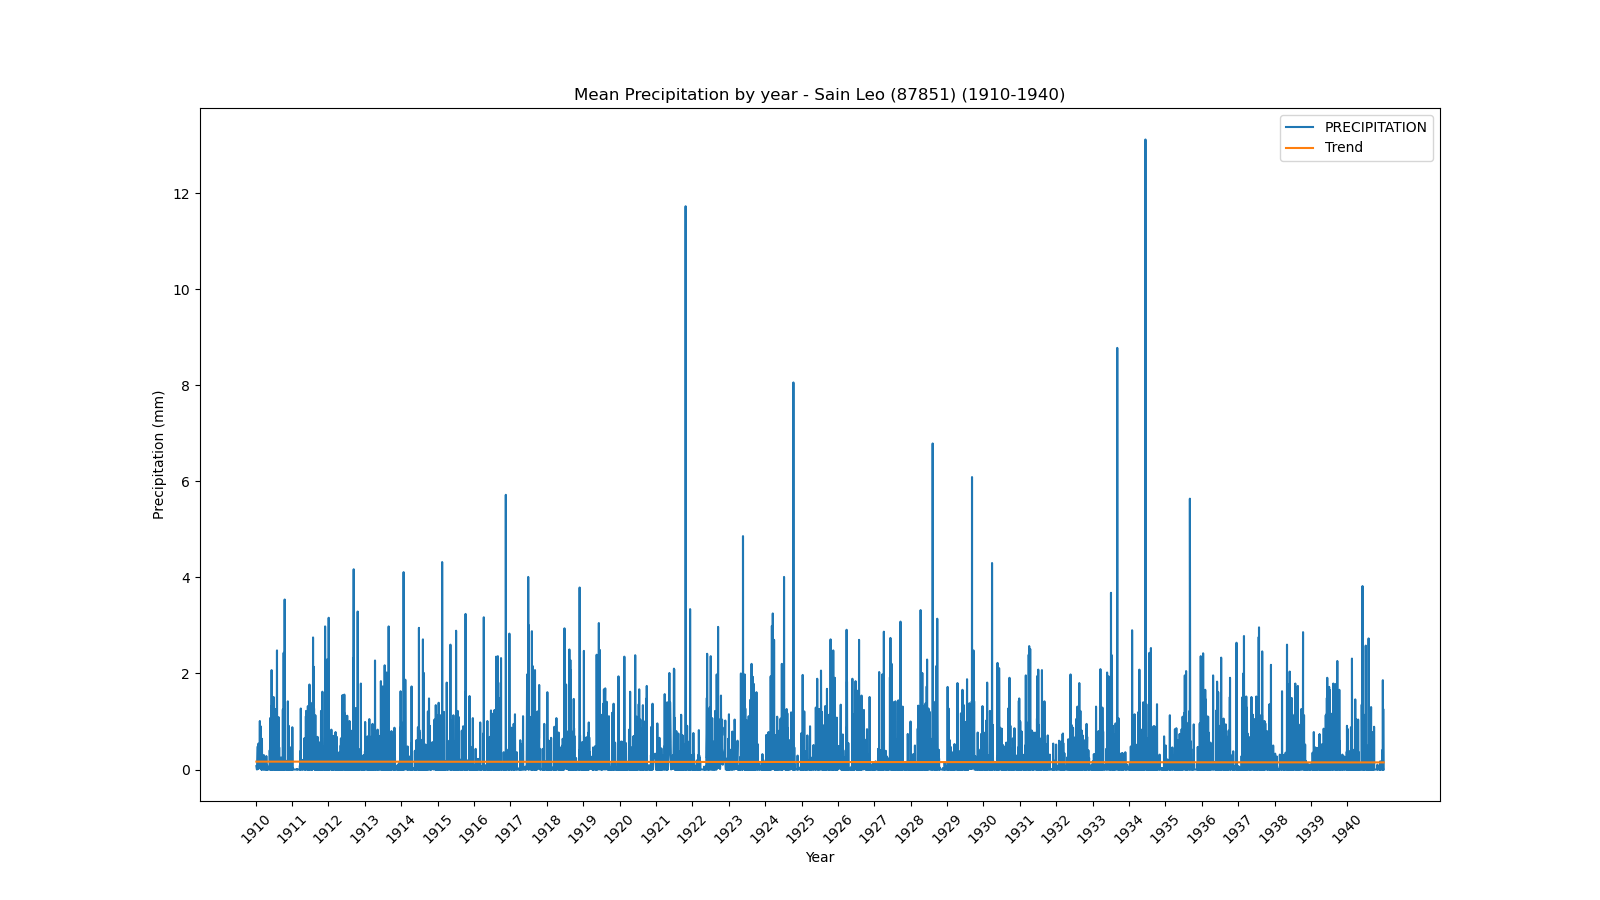 Mean Precipitation by year - Sain Leo (87851) (1910-1940)
PRECIPITATION
Trend
12
10
8
6
4
2
0
Precipitation (mm)
1910 1911 1912 1913 1914 1915 1916 1917 1918 1919 1920 1921 1922 1923 1924 1925 1926 1927 1928 1929 1930 1931 1932 1933 1934 1935 1936 1937 1938 1939 1940
Year